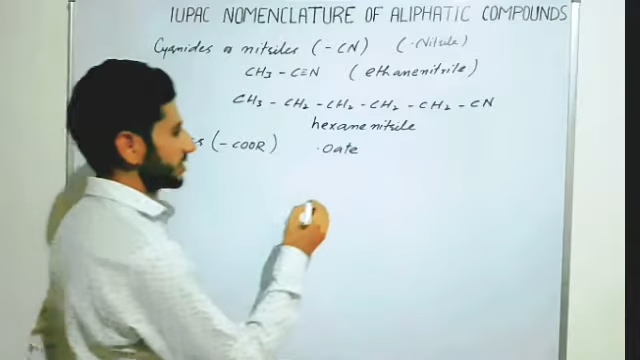 IUPAC NOMENCLATURE OF ALIPHATIC COMPOUNDS
Cyanides or nitriles (-CN) (-Nitrile)
CH3 - C≡N (ethanenitrile)
CH3 - CH2 - CH2 - CH2 - CH2 - CN
hexanenitrile
(-COOR) .oate